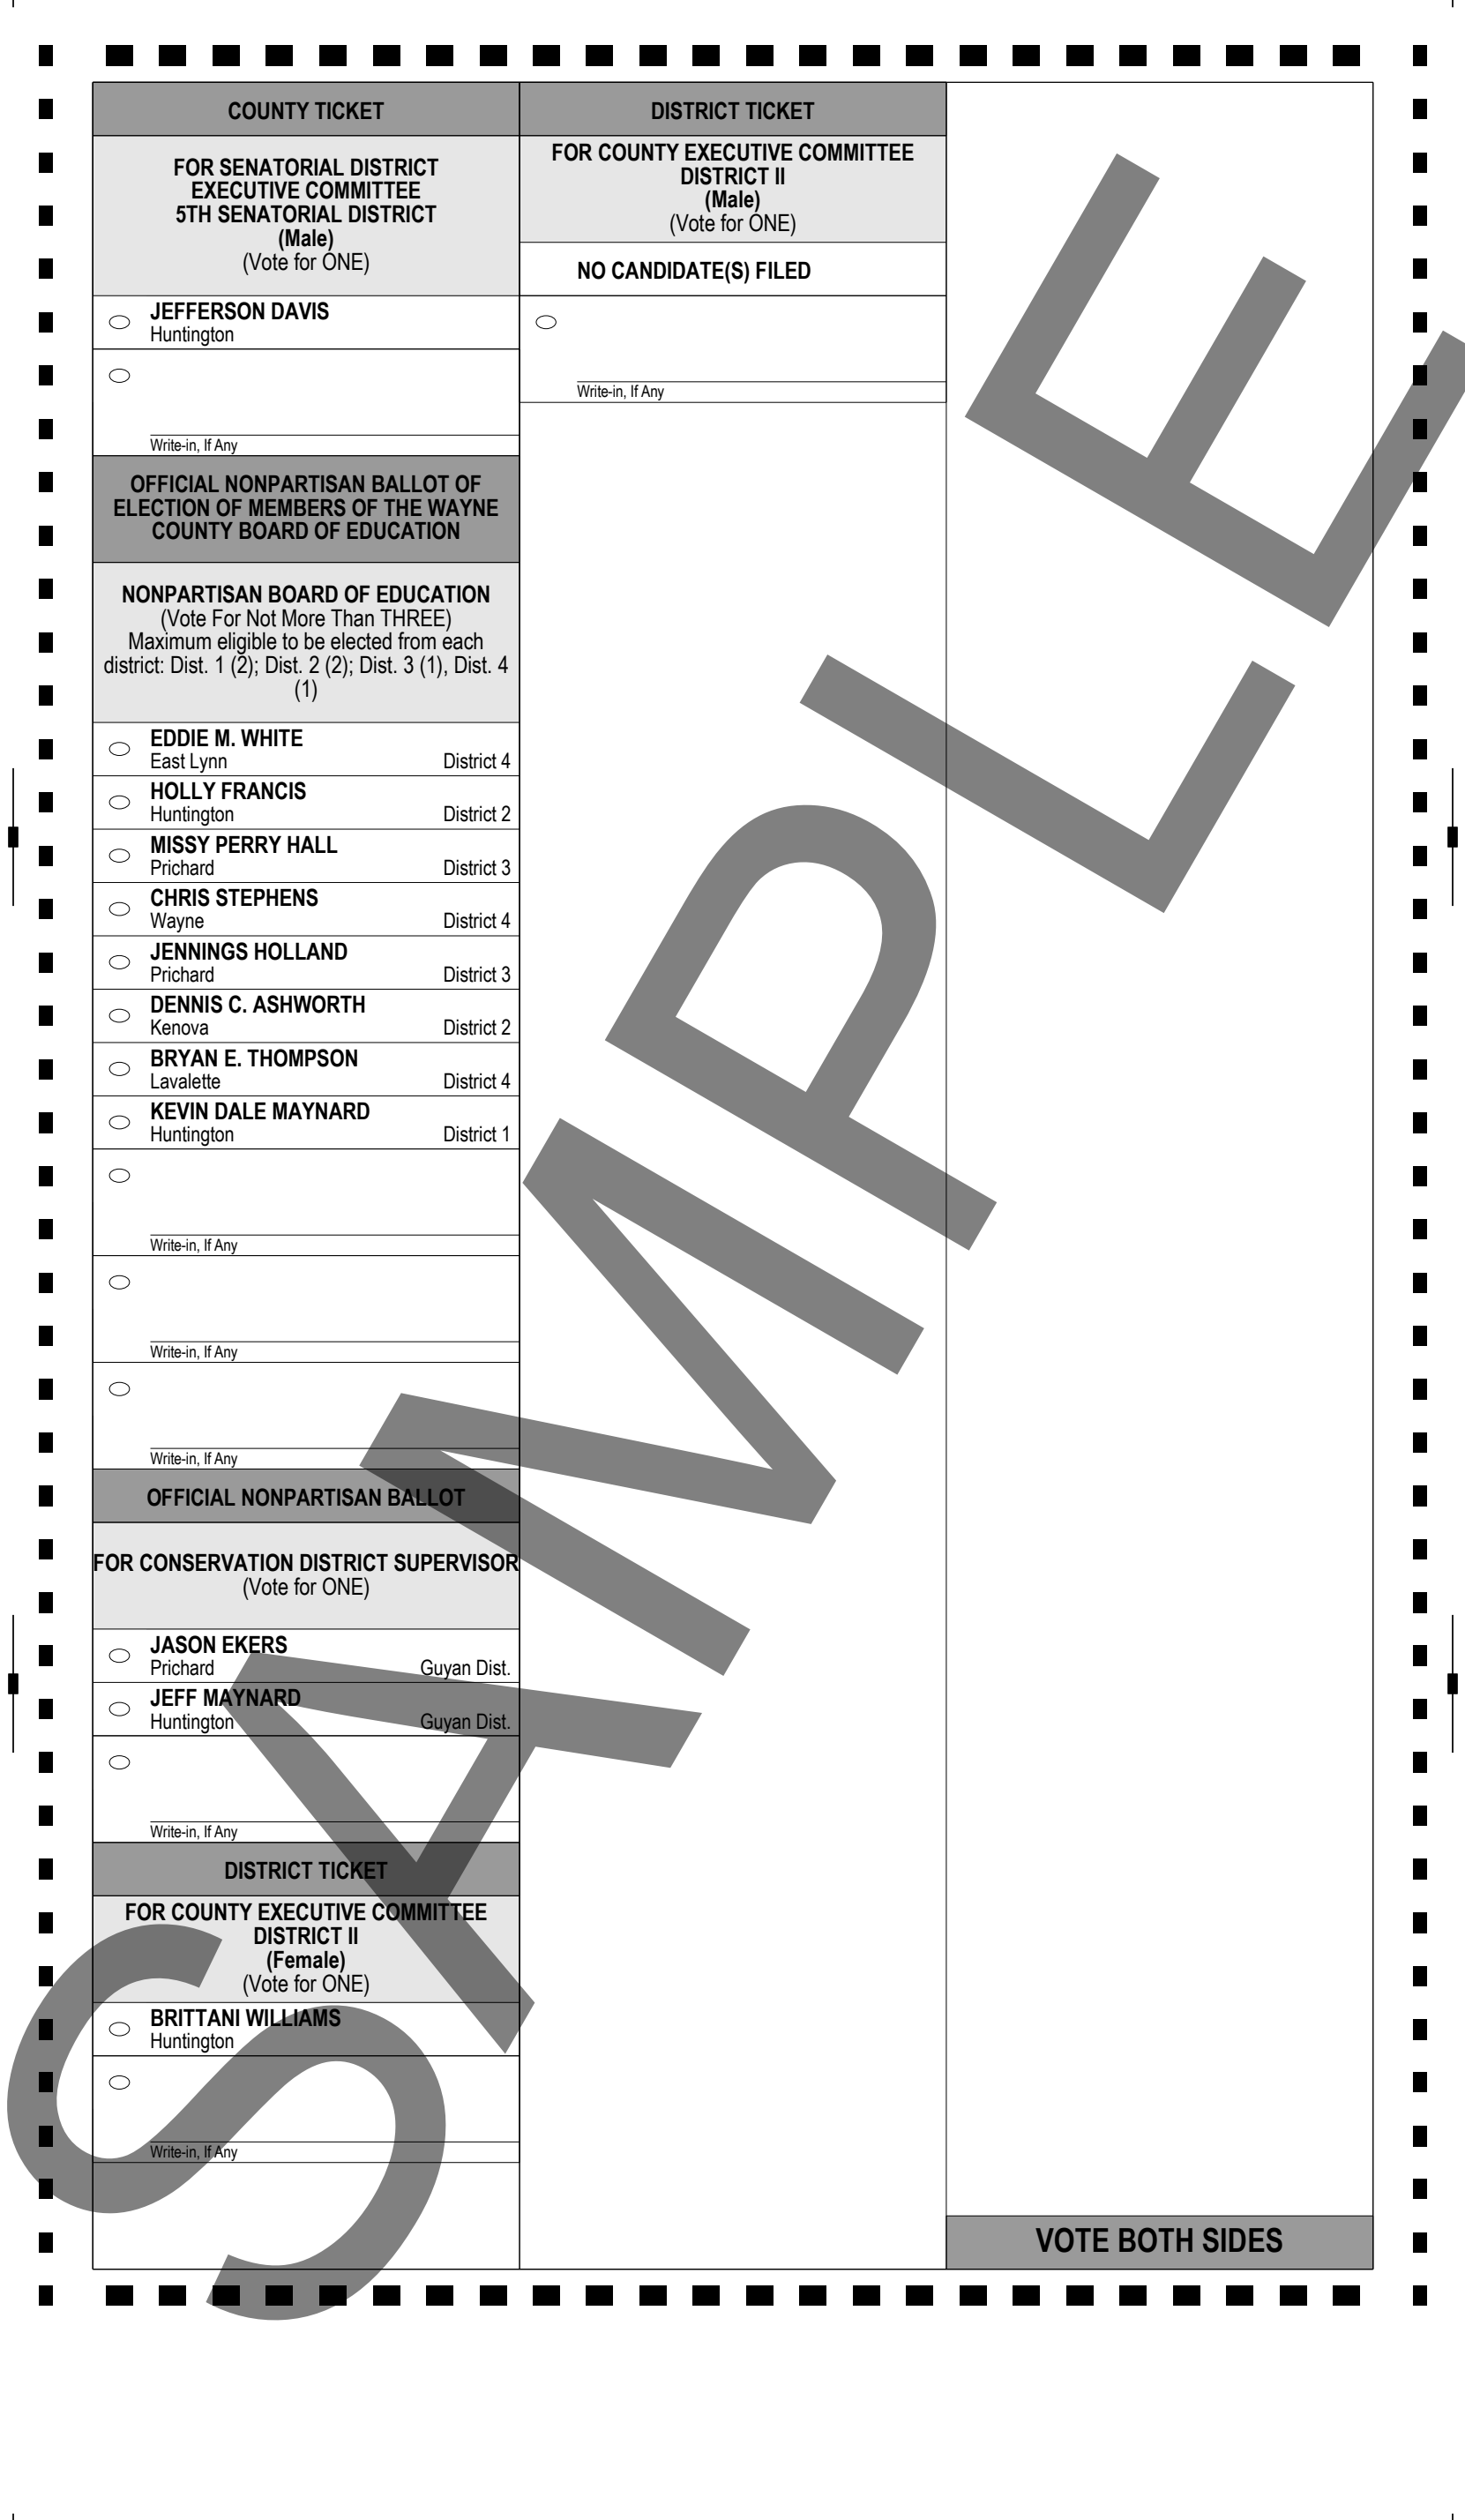 COUNTY TICKET
FOR SENATORIAL DISTRICT
EXECUTIVE COMMITTEE
5TH SENATORIAL DISTRICT
(Male)
(Vote for ONE)
JEFFERSON DAVIS
Huntington
Write-in, If Any
OFFICIAL NONPARTISAN BALLOT OF
ELECTION OF MEMBERS OF THE WAYNE
COUNTY BOARD OF EDUCATION
NONPARTISAN BOARD OF EDUCATION
(Vote For Not More Than THREE)
Maximum eligible to be elected from each
district: Dist. 1 (2); Dist. 2 (2); Dist. 3 (1), Dist. 4
(1)
EDDIE M. WHITE
East Lynn District 4
HOLLY FRANCIS
Huntington District 2
MISSY PERRY HALL
Prichard District 3
CHRIS STEPHENS
Wayne District 4
JENNINGS HOLLAND
Prichard District 3
DENNIS C. ASHWORTH
Kenova District 2
BRYAN E. THOMPSON
Lavalette District 4
KEVIN DALE MAYNARD
Huntington District 1
Write-in, If Any
Write-in, If Any
Write-in, If Any
OFFICIAL NONPARTISAN BALLOT
FOR CONSERVATION DISTRICT SUPERVISOR
(Vote for ONE)
JASON EKERS
Prichard Guyan Dist.
JEFF MAYNARD
Huntington Guyan Dist.
Write-in, If Any
DISTRICT TICKET
FOR COUNTY EXECUTIVE COMMITTEE
DISTRICT II
(Female)
(Vote for ONE)
BRITTANI WILLIAMS
Huntington
Write-in, If Any
DISTRICT TICKET
FOR COUNTY EXECUTIVE COMMITTEE
DISTRICT II
(Male)
(Vote for ONE)
NO CANDIDATE(S) FILED
Write-in, If Any
VOTE BOTH SIDES
SAMPLE